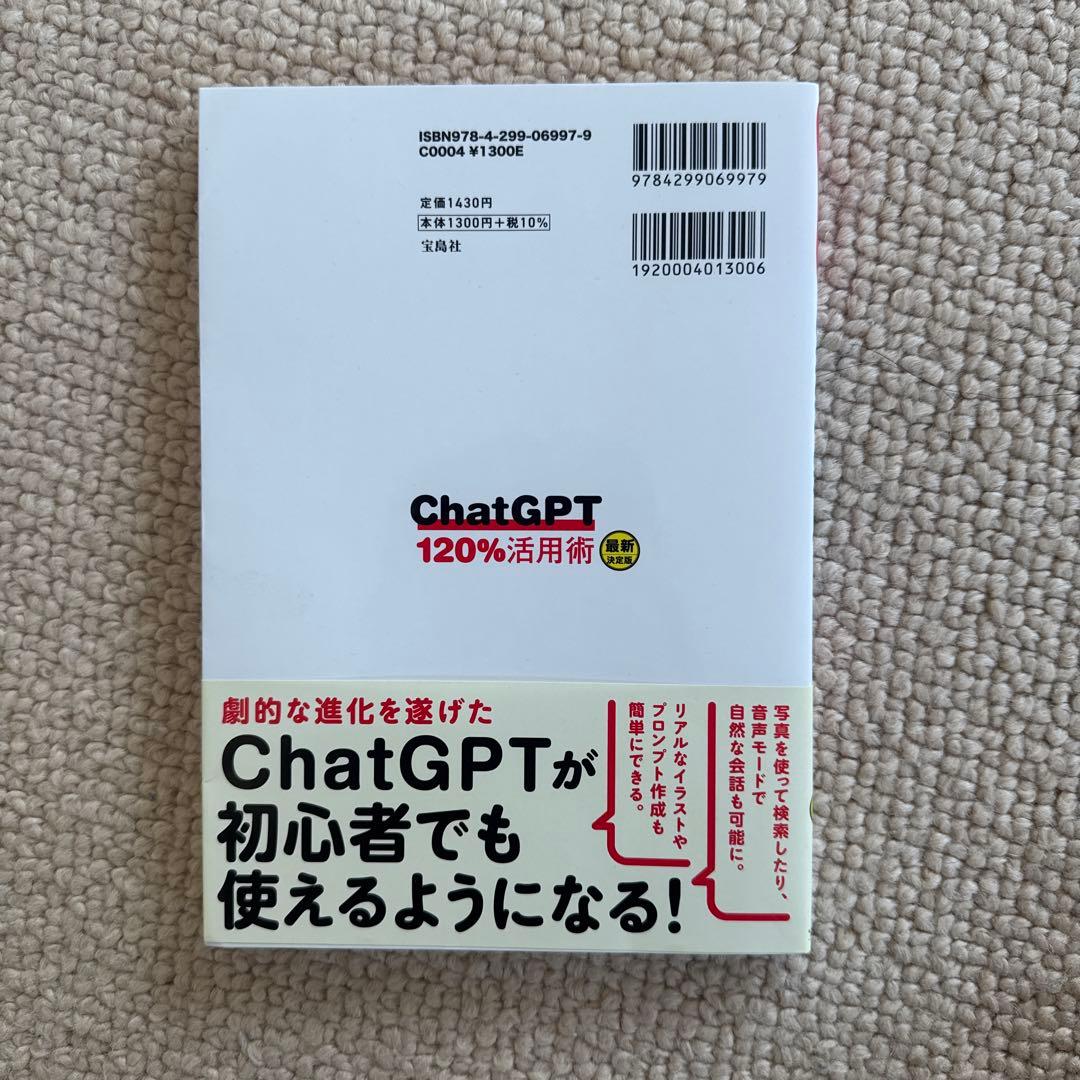 ISBN978-4-299-06997-9
C0004 ¥1300E
定価1430円
本体1300円+税10%
宝島社
9784299069979
1920004013006
ChatGPT
120%活用術
最新
決定版
劇的な進化を遂げた
ChatGPTが
初心者でも
使えるようになる!
写真を使って検索したり、
音声モードで
自然な会話も可能に。
リアルなイラストや
プロンプト作成も
簡単にできる。